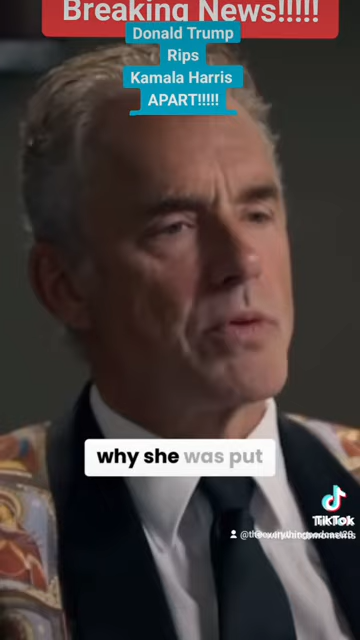 Breaking News!!!!!
Donald Trump
Rips
Kamala Harris
APART!!!!!
why she was put
TikTok